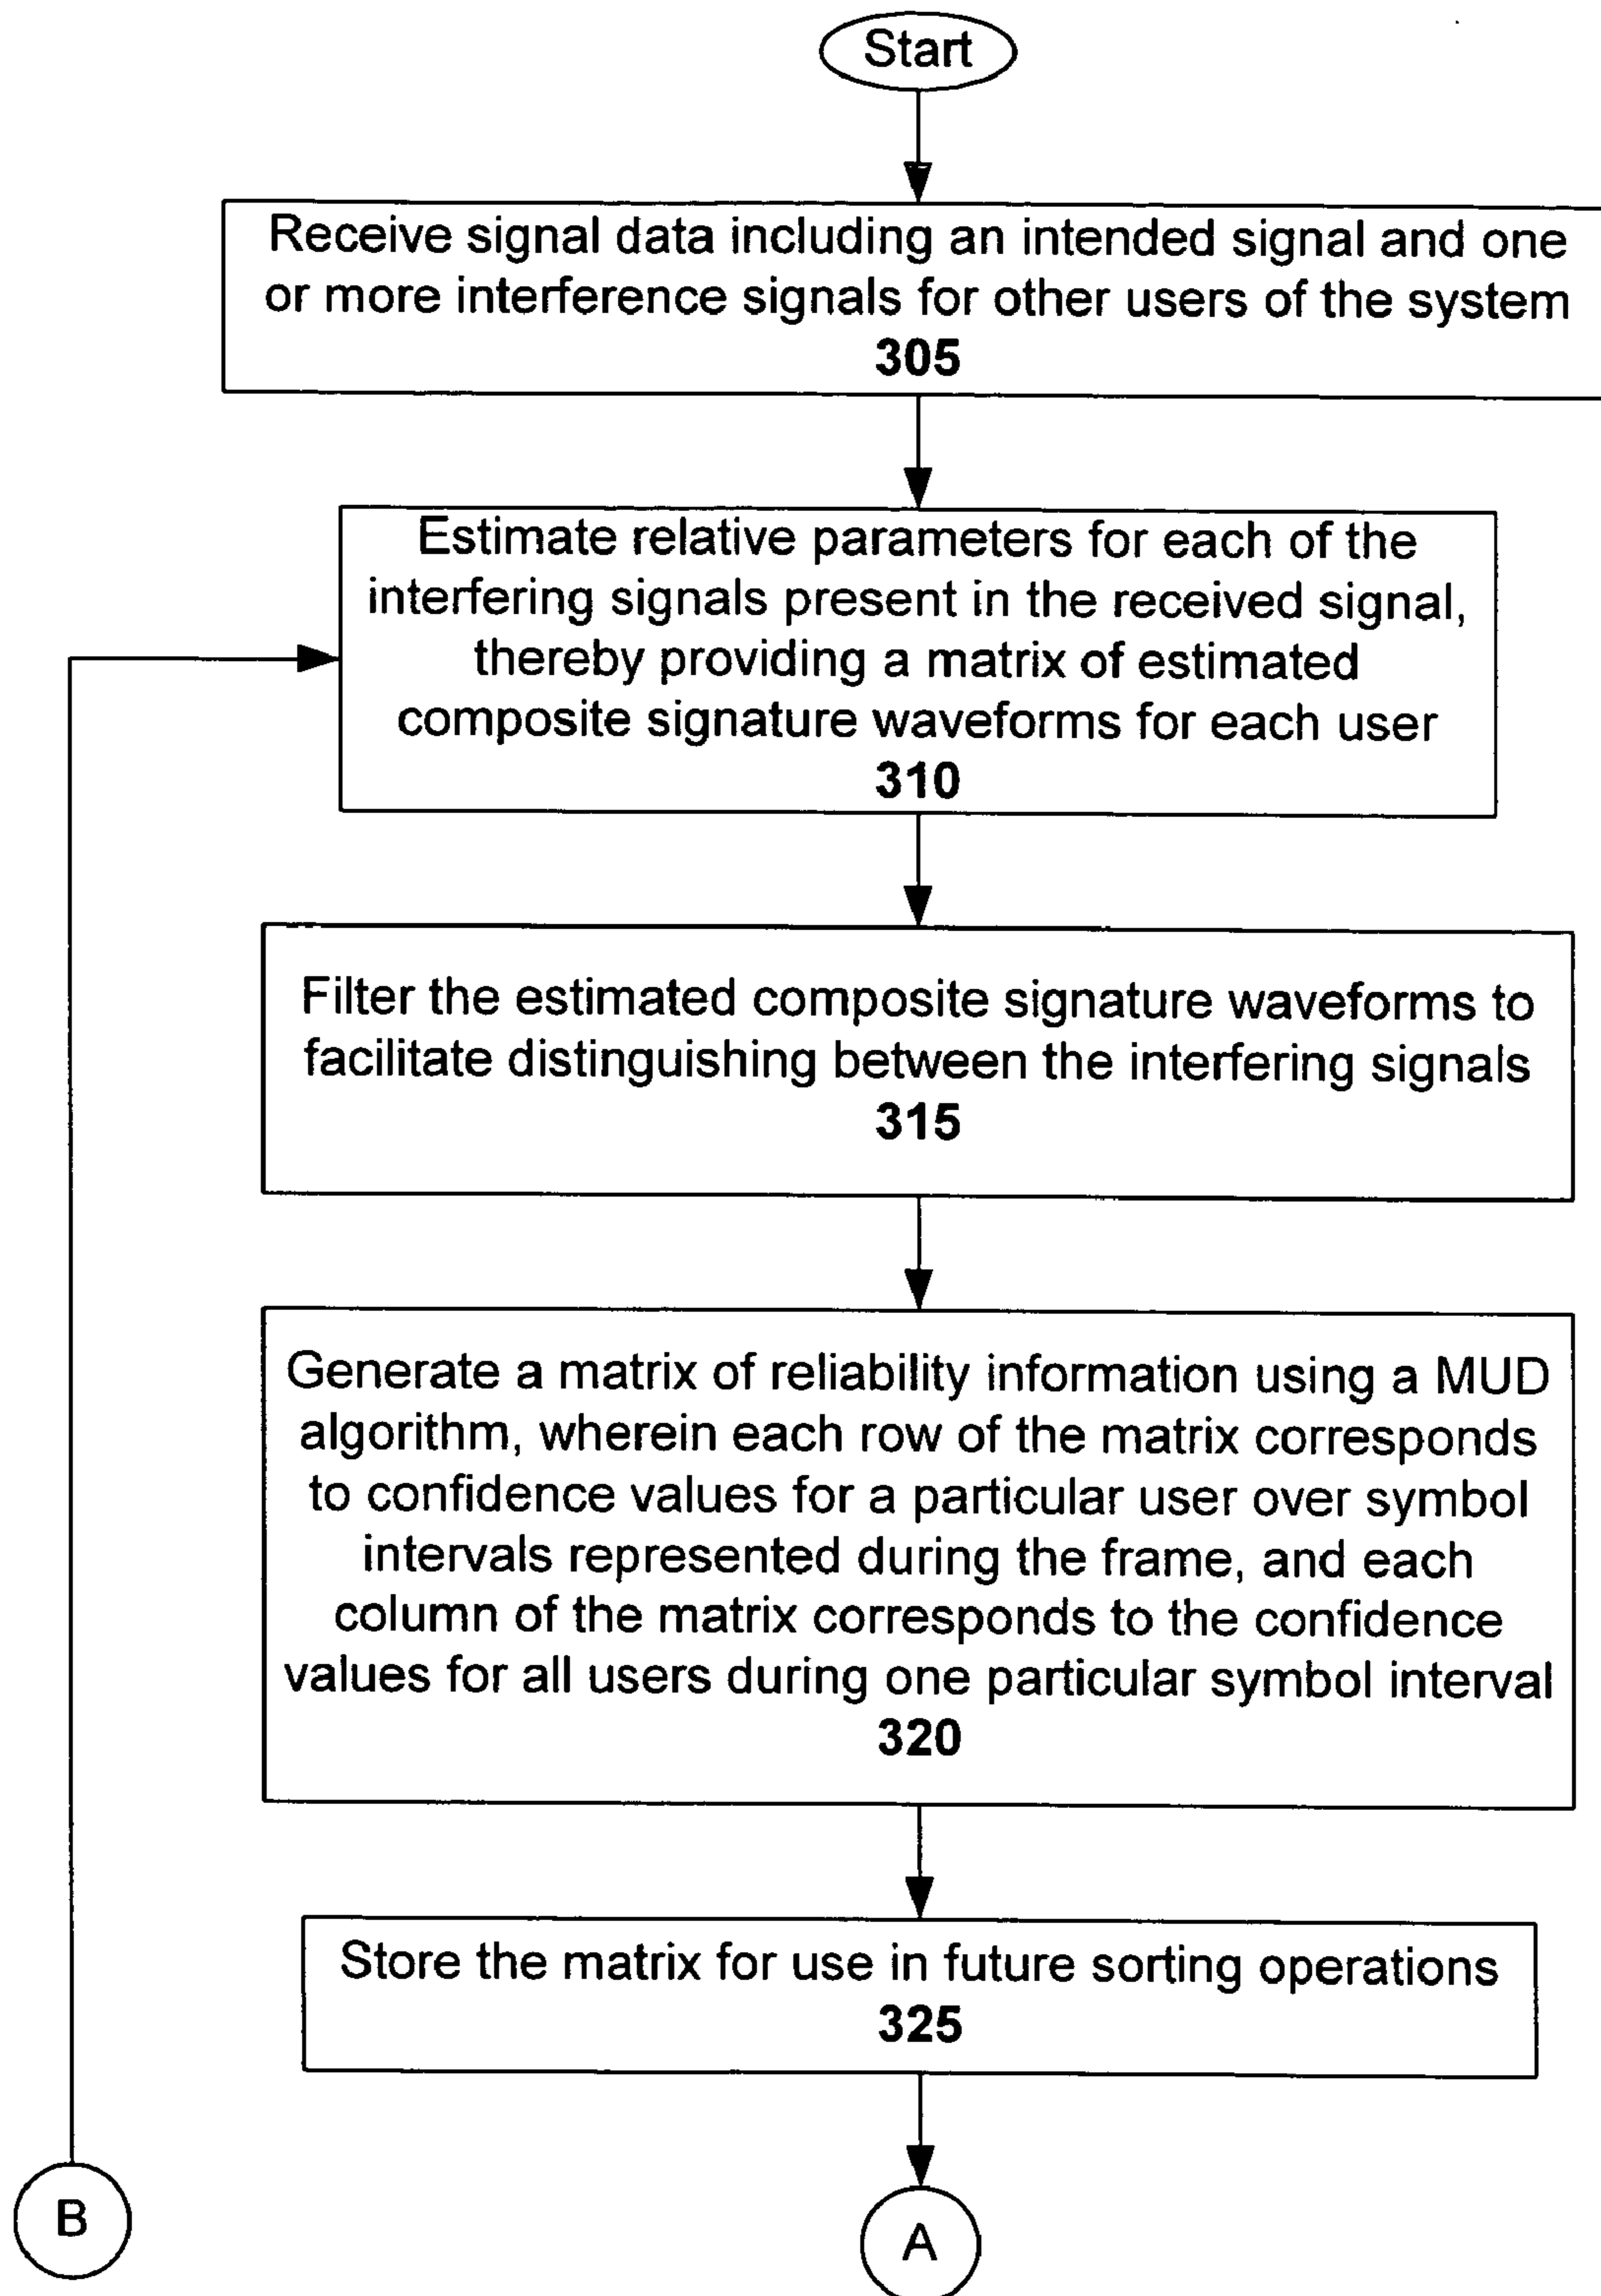 Start
Receive signal data including an intended signal and one
or more interference signals for other users of the system
305
Estimate relative parameters for each of the
interfering signals present in the received signal,
thereby providing a matrix of estimated
composite signature waveforms for each user
310
Filter the estimated composite signature waveforms to
facilitate distinguishing between the interfering signals
315
Generate a matrix of reliability information using a MUD
algorithm, wherein each row of the matrix corresponds
to confidence values for a particular user over symbol
intervals represented during the frame, and each
column of the matrix corresponds to the confidence
values for all users during one particular symbol interval
320
Store the matrix for use in future sorting operations
325
B
A